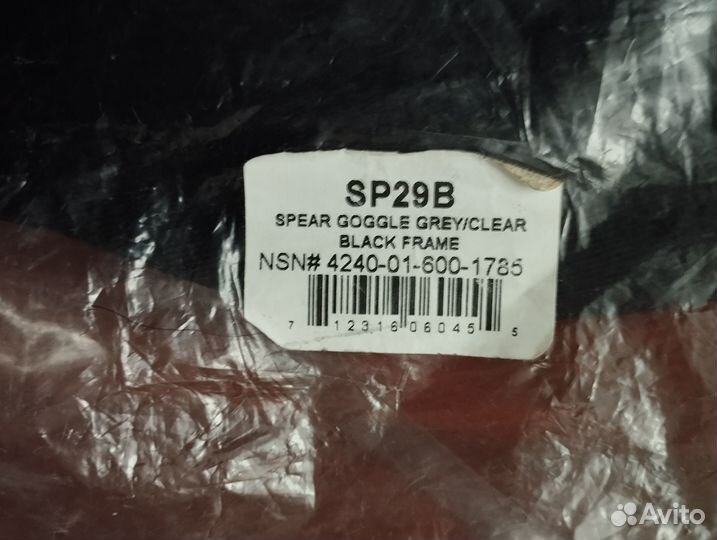 SP29B
SPEAR GOGGLE GREY/CLEAR
BLACK FRAME
NSN# 4240-01-600-1785
7 12316 06045 5
Avito